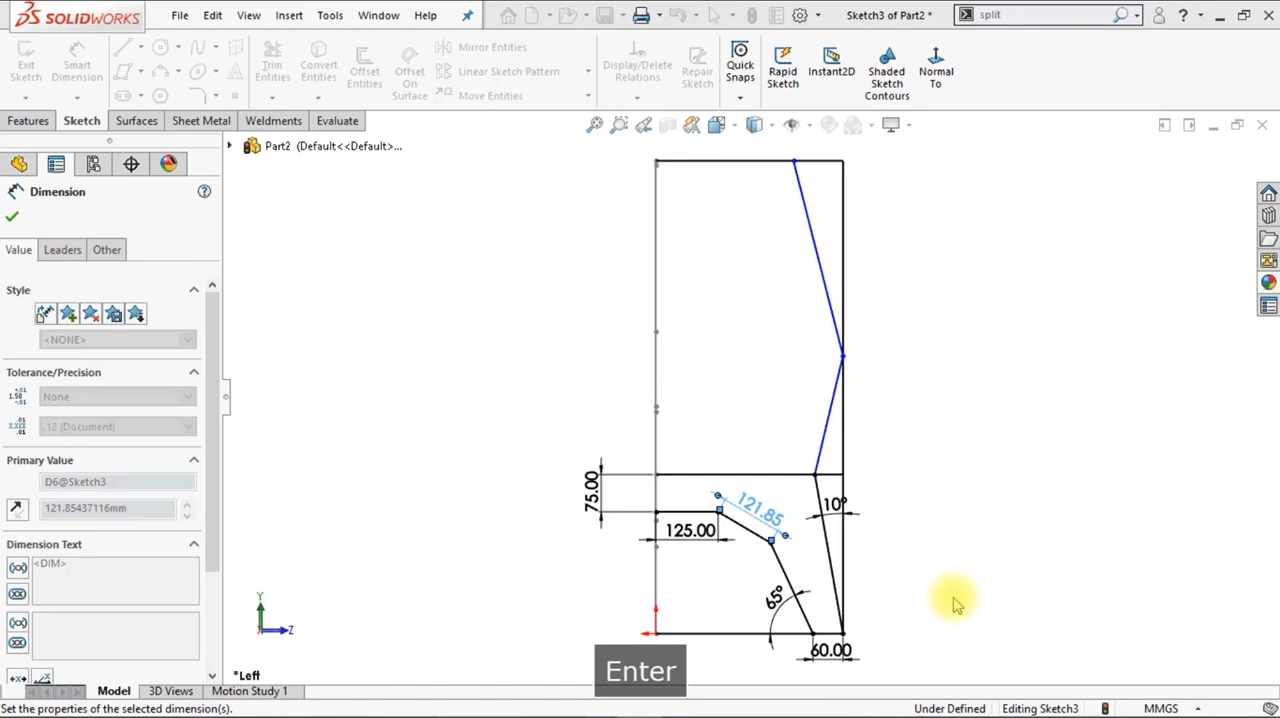 SOLIDWORKS File Edit View Insert Tools Window Help Sketch3 of Part2 * split ?
Exit Sketch
Smart Dimension
Trim Entities
Convert Entities
Offset Entities
Offset On Surface
Mirror Entities
Linear Sketch Pattern
Move Entities
Display/Delete Relations
Repair Sketch
Quick Snaps
Rapid Sketch
Instant2D
Shaded Sketch Contours
Normal To
Features Sketch Surfaces Sheet Metal Weldments Evaluate
Part2 (Default<<Default>...
Dimension
Value Leaders Other
Style
<NONE>
Tolerance/Precision
None
.12 (Document)
Primary Value
D6@Sketch3
121.85437116mm
Dimension Text
<DIM>
75.00
121.85
10°
125.00
65°
60.00
Y
Z
*Left
Enter
Model 3D Views Motion Study 1
Set the properties of the selected dimension(s). Under Defined Editing Sketch3 MMGS